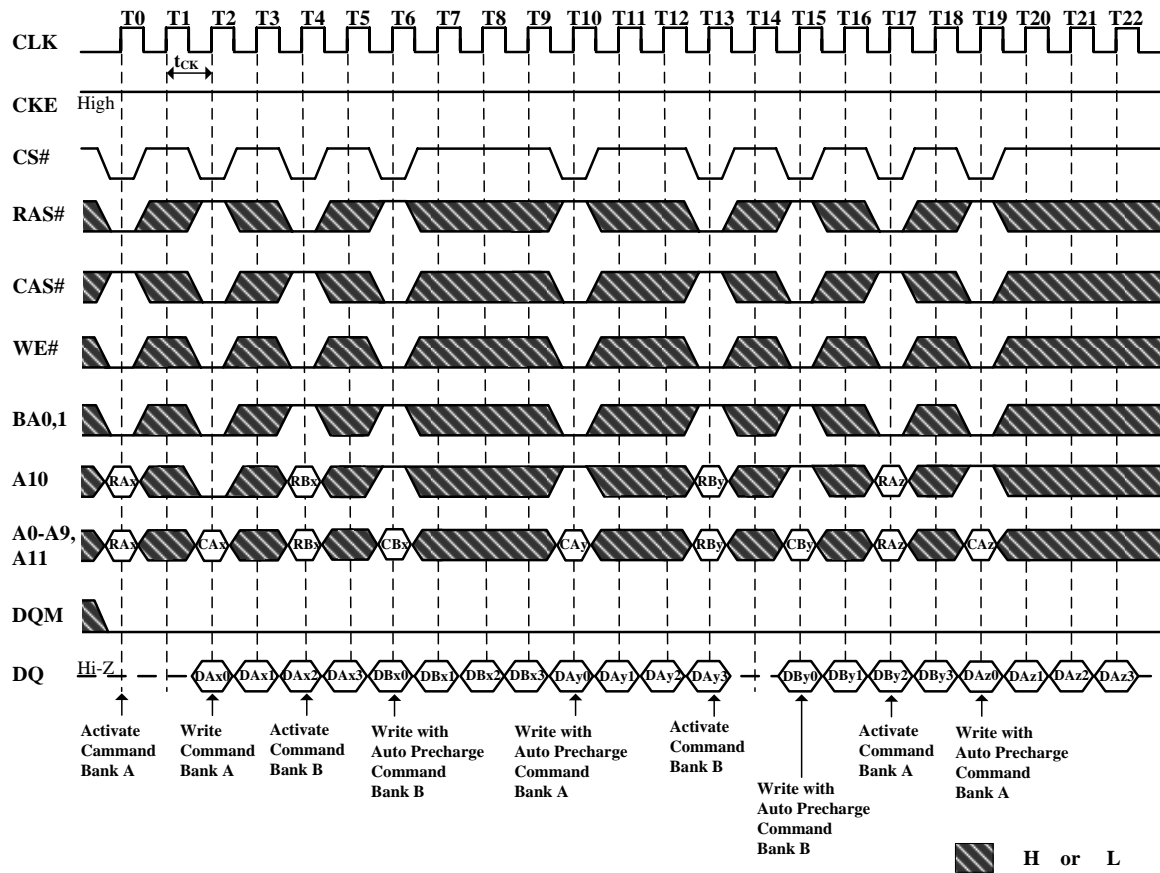 T0 T1 T2 T3 T4 T5 T6 T7 T8 T9 T10 T11 T12 T13 T14 T15 T16 T17 T18 T19 T20 T21 T22
CLK
tCK
CKE High
CS#
RAS#
CAS#
WE#
BA0,1
A10 RAx RBx RBy RAz
A0-A9,
A11 RAx CAx RBx CBx CAy RBy CBy RAz CAz
DQM
DQ Hi-Z DAx0 DAx1 DAx2 DAx3 DBx0 DBx1 DBx2 DBx3 DAy0 DAy1 DAy2 DAy3 DBy0 DBy1 DBy2 DBy3 DAz0 DAz1 DAz2 DAz3
Activate
Cammand
Bank A
Write
Command
Bank A
Activate
Command
Bank B
Write with
Auto Precharge
Command
Bank B
Write with
Auto Precharge
Command
Bank A
Activate
Command
Bank B
Write with
Auto Precharge
Command
Bank B
Activate
Command
Bank A
Write with
Auto Precharge
Command
Bank A
H or L